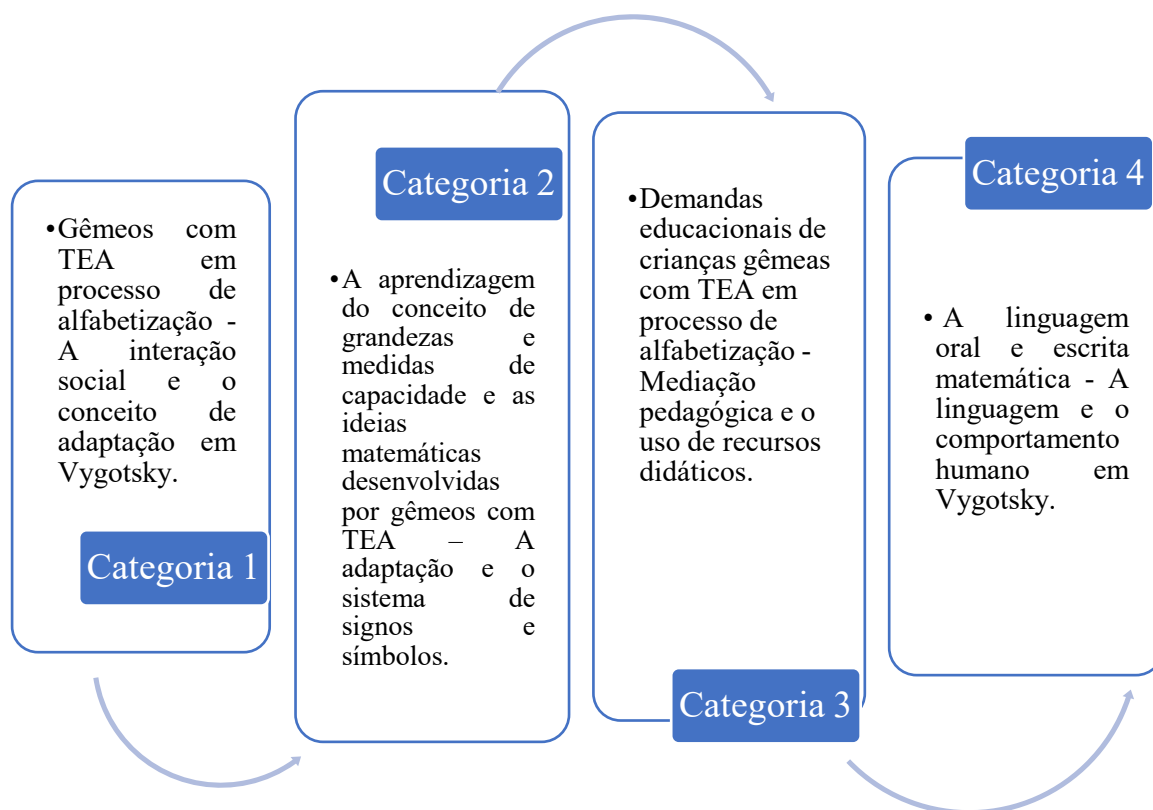 •Gêmeos com
TEA em
processo de
alfabetização -
A interação
social e o
conceito de
adaptação em
Vygotsky.
Categoria 1
Categoria 2
•A aprendizagem
do conceito de
grandezas e
medidas de
capacidade e as
ideias
matemáticas
desenvolvidas
por gêmeos com
TEA – A
adaptação e o
sistema de
signos e
símbolos.
•Demandas
educacionais de
crianças gêmeas
com TEA em
processo de
alfabetização -
Mediação
pedagógica e o
uso de recursos
didáticos.
Categoria 3
Categoria 4
• A linguagem
oral e escrita
matemática - A
linguagem e o
comportamento
humano em
Vygotsky.